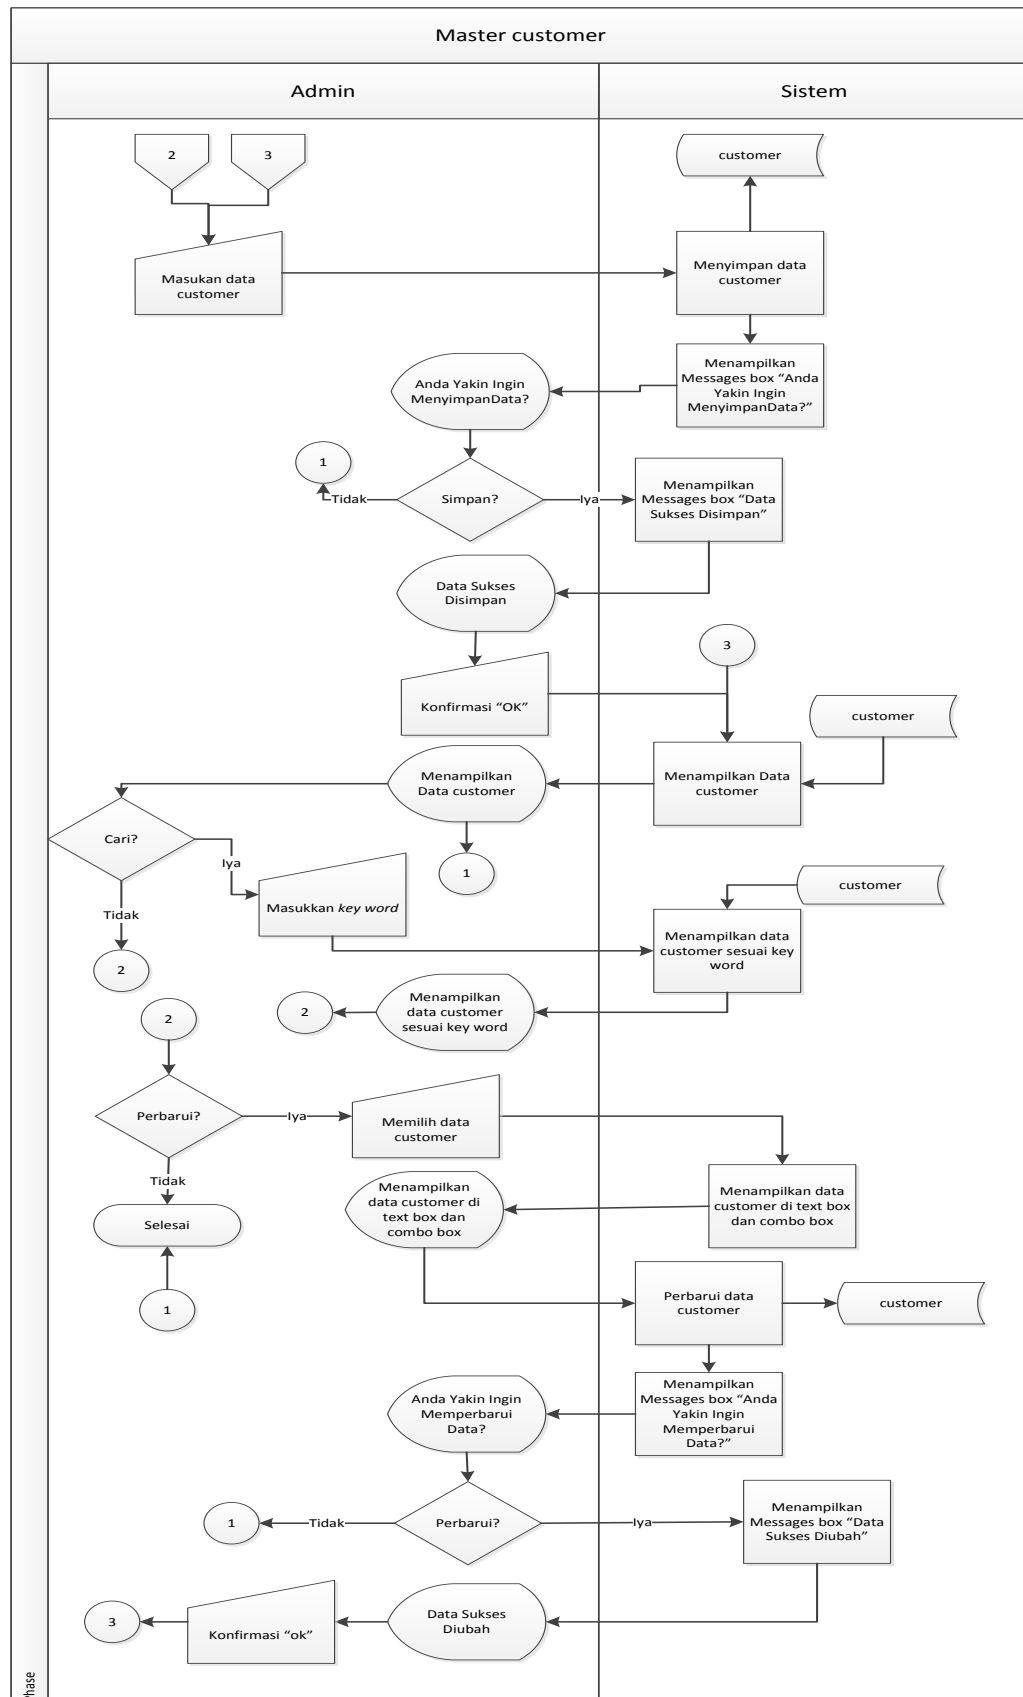 Master customer
Admin
Sistem
2
3
customer
Masukan data
customer
Menyimpan data
customer
Anda Yakin Ingin
MenyimpanData?
Menampilkan
Messages box “Anda
Yakin Ingin
MenyimpanData?”
1
Tidak
Simpan?
Iya
Menampilkan
Messages box “Data
Sukses Disimpan”
Data Sukses
Disimpan
3
Konfirmasi “OK”
customer
Menampilkan
Data customer
Menampilkan Data
customer
Cari?
Iya
1
Tidak
Masukkan key word
customer
2
Menampilkan data
customer sesuai key
word
2
Menampilkan
data customer
sesuai key word
2
Perbarui?
Iya
Memilih data
customer
Tidak
Selesai
Menampilkan
data customer di
text box dan
combo box
Menampilkan data
customer di text box
dan combo box
1
Perbarui data
customer
customer
Anda Yakin Ingin
Memperbarui
Data?
Menampilkan
Messages box “Anda
Yakin Ingin
Memperbarui
Data?”
1
Tidak
Perbarui?
Iya
Menampilkan
Messages box “Data
Sukses Diubah”
3
Konfirmasi “ok”
Data Sukses
Diubah
Phase